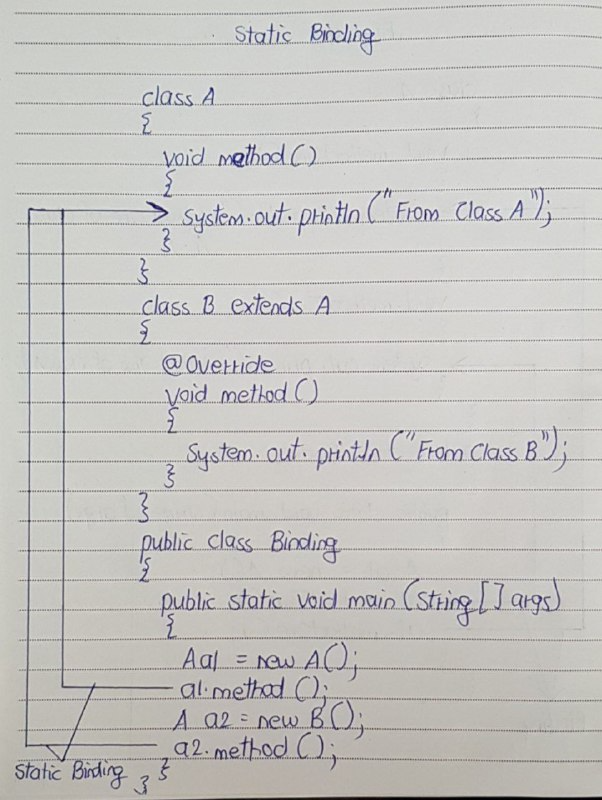 Static Binding
class A
{
void method()
{
System.out.println("From Class A");
}
}
class B extends A
{
@Override
void method()
{
System.out.println("From Class B");
}
}
public class Binding
{
public static void main(String[] args)
{
A a1 = new A();
a1.method();
A a2 = new B();
a2.method();
}
Static Binding }